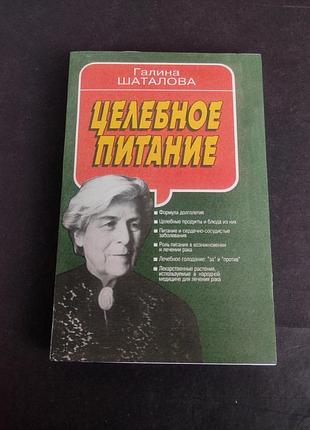 Галина
ШАТАЛОВА
ЦЕЛЕБНОЕ
ПИТАНИЕ
Формула долголетия
Целебные продукты и блюда из них
Питание и сердечно-сосудистые
заболевания
Роль питания в возникновении
и лечении рака
Лечебное голодание: "за" и "против"
Лекарственные растения,
используемые в народной
медицине для лечения рака